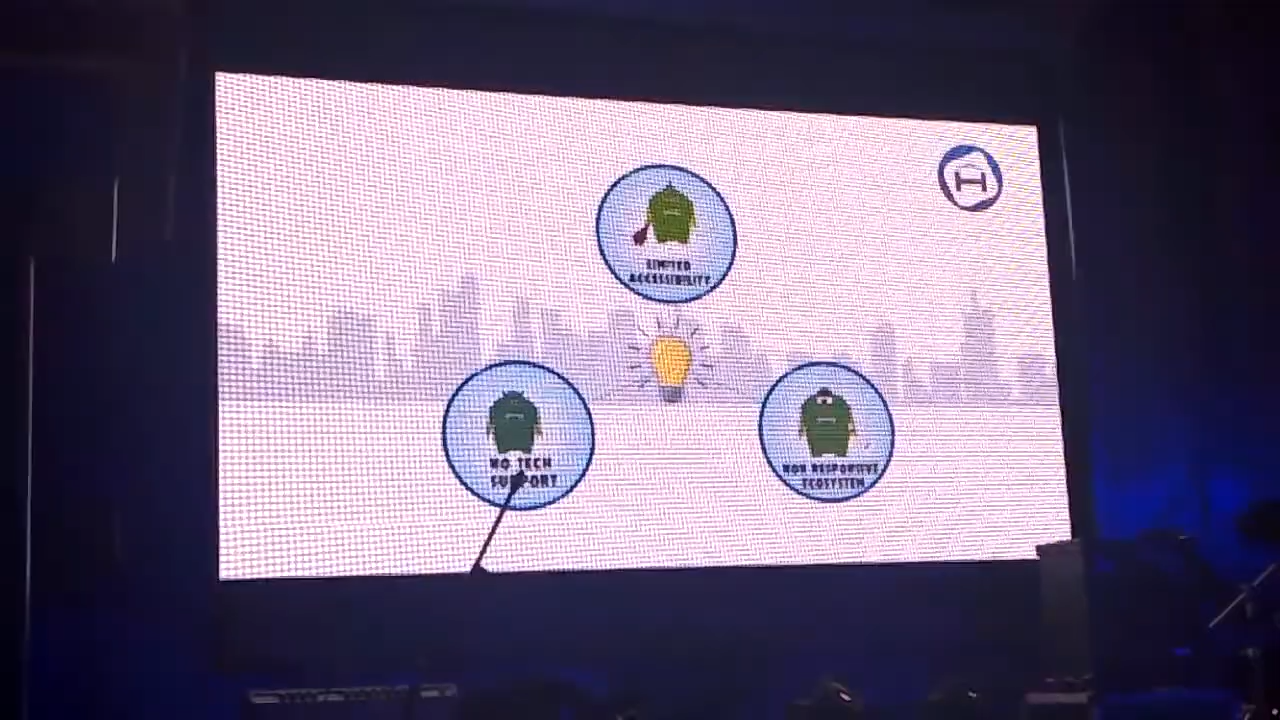 LIMITED
ACCESSIBILITY
NO TECH
SUPPORT
NON RESPONSIVE
ECOSYSTEM